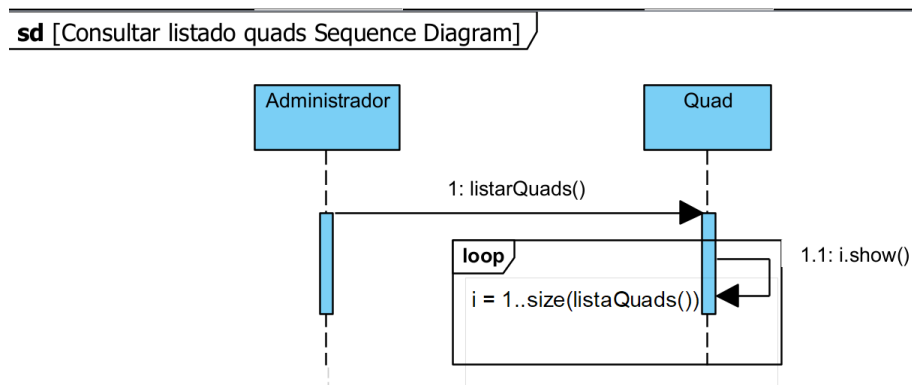 sd [Consultar listado quads Sequence Diagram]
Administrador
Quad
1: listarQuads()
loop
1.1: i.show()
i = 1..size(listaQuads())